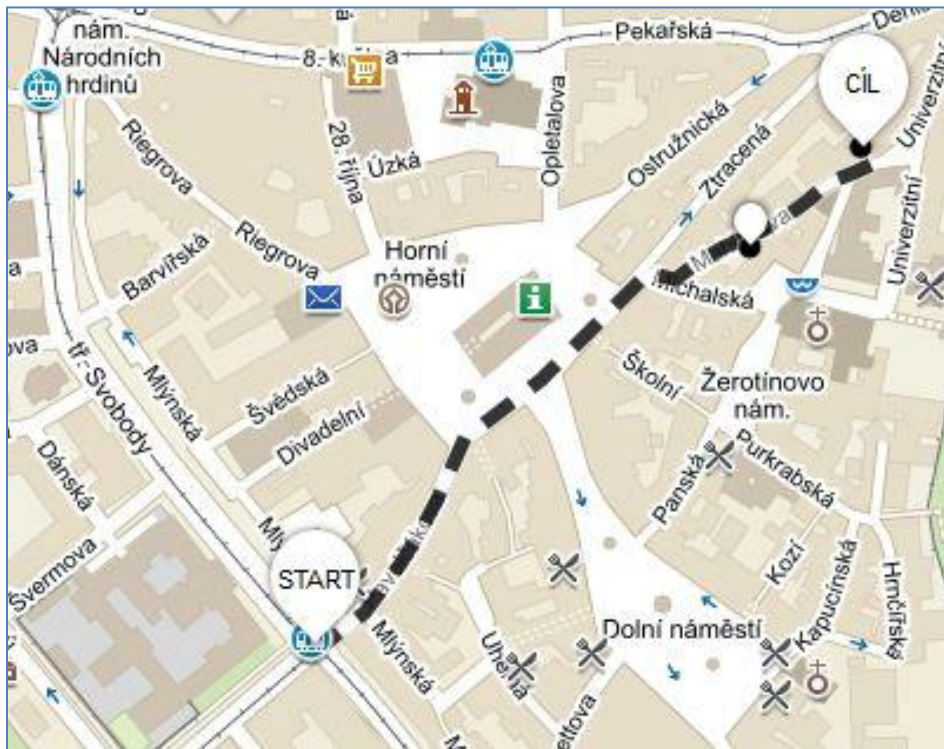 nám.
Národních
hrdinů
Pekařská
Riegrova
28. října
Úzká
Opletalova
Ostružnická
Ztracená
CÍL
Univerzitní
Univerzitní
Riegrova
Barvířská
Horní
náměstí
Michalská
tř. Svobody
Mlýnská
Švédská
Divadelní
Školní
Žerotínovo
nám.
Dánská
Panská
Purkrabská
Švermova
START
Kozí
Kapucínská
Hrnčířská
Mlýnská
Uhelná
Dolní náměstí